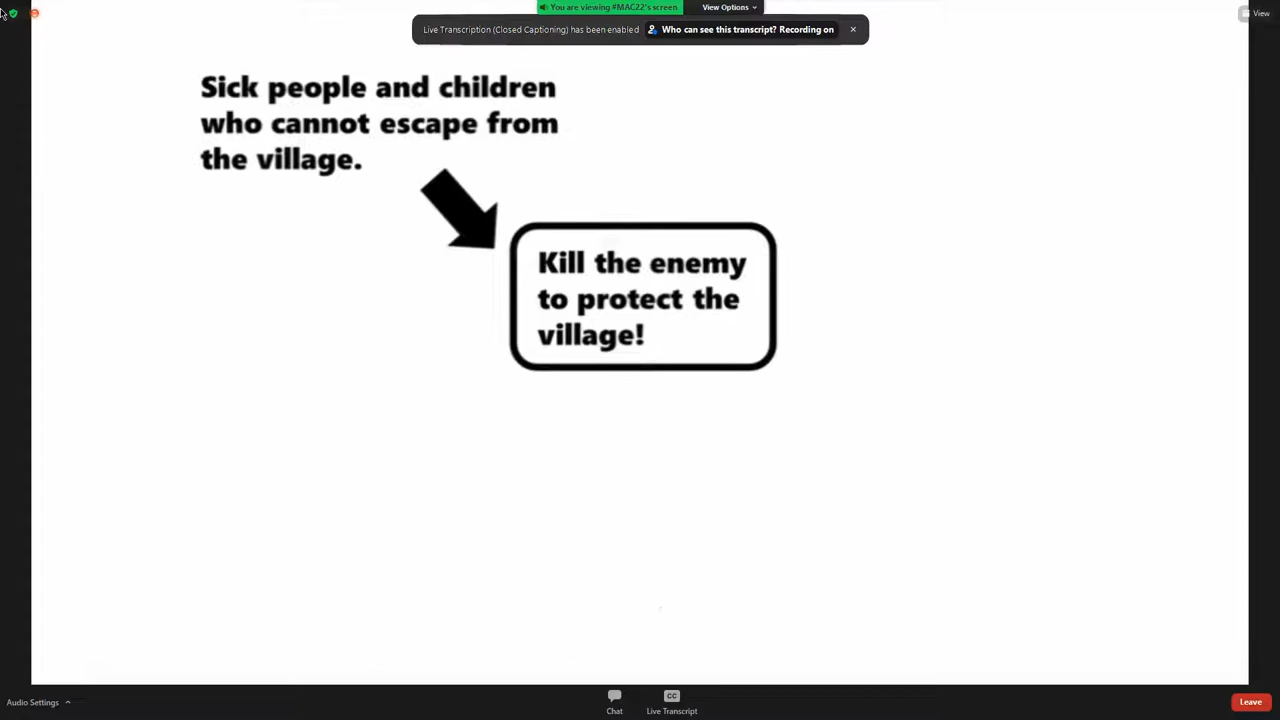 You are viewing #MAC22's screen
View Options
View
Live Transcription (Closed Captioning) has been enabled
Who can see this transcript? Recording on
Sick people and children
who cannot escape from
the village.
Kill the enemy
to protect the
village!
Audio Settings
Chat
CC
Live Transcript
Leave